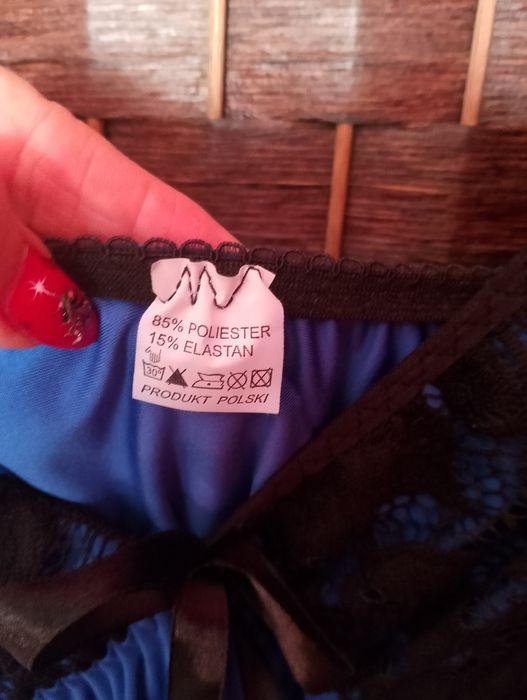 85% POLIESTER
15% ELASTAN
30°
PRODUKT POLSKI